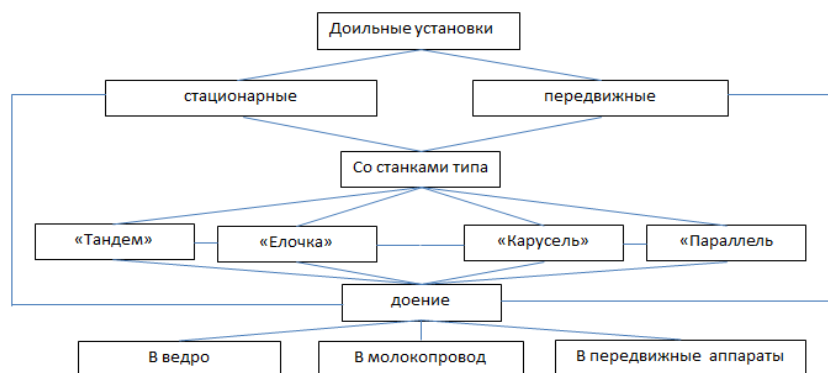 Доильные установки
стационарные
передвижные
Со станками типа
«Тандем»
«Елочка»
«Карусель»
«Параллель
доение
В ведро
В молокопровод
В передвижные аппараты